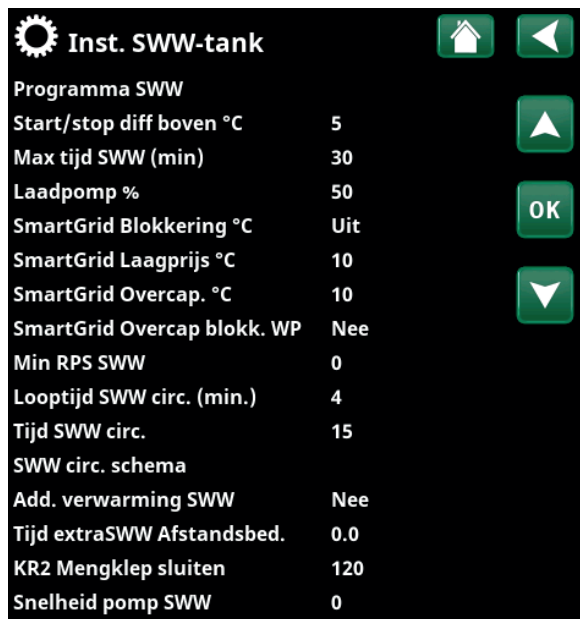 Inst. SWW-tank
Programma SWW
Start/stop diff boven °C 5
Max tijd SWW (min) 30
Laadpomp % 50
SmartGrid Blokkering °C Uit
OK
SmartGrid Laagprijs °C 10
SmartGrid Overcap. °C 10
SmartGrid Overcap blokk. WP Nee
Min RPS SWW 0
Looptijd SWW circ. (min.) 4
Tijd SWW circ. 15
SWW circ. schema
Add. verwarming SWW Nee
Tijd extraSWW Afstandsbed. 0.0
KR2 Mengklep sluiten 120
Snelheid pomp SWW 0